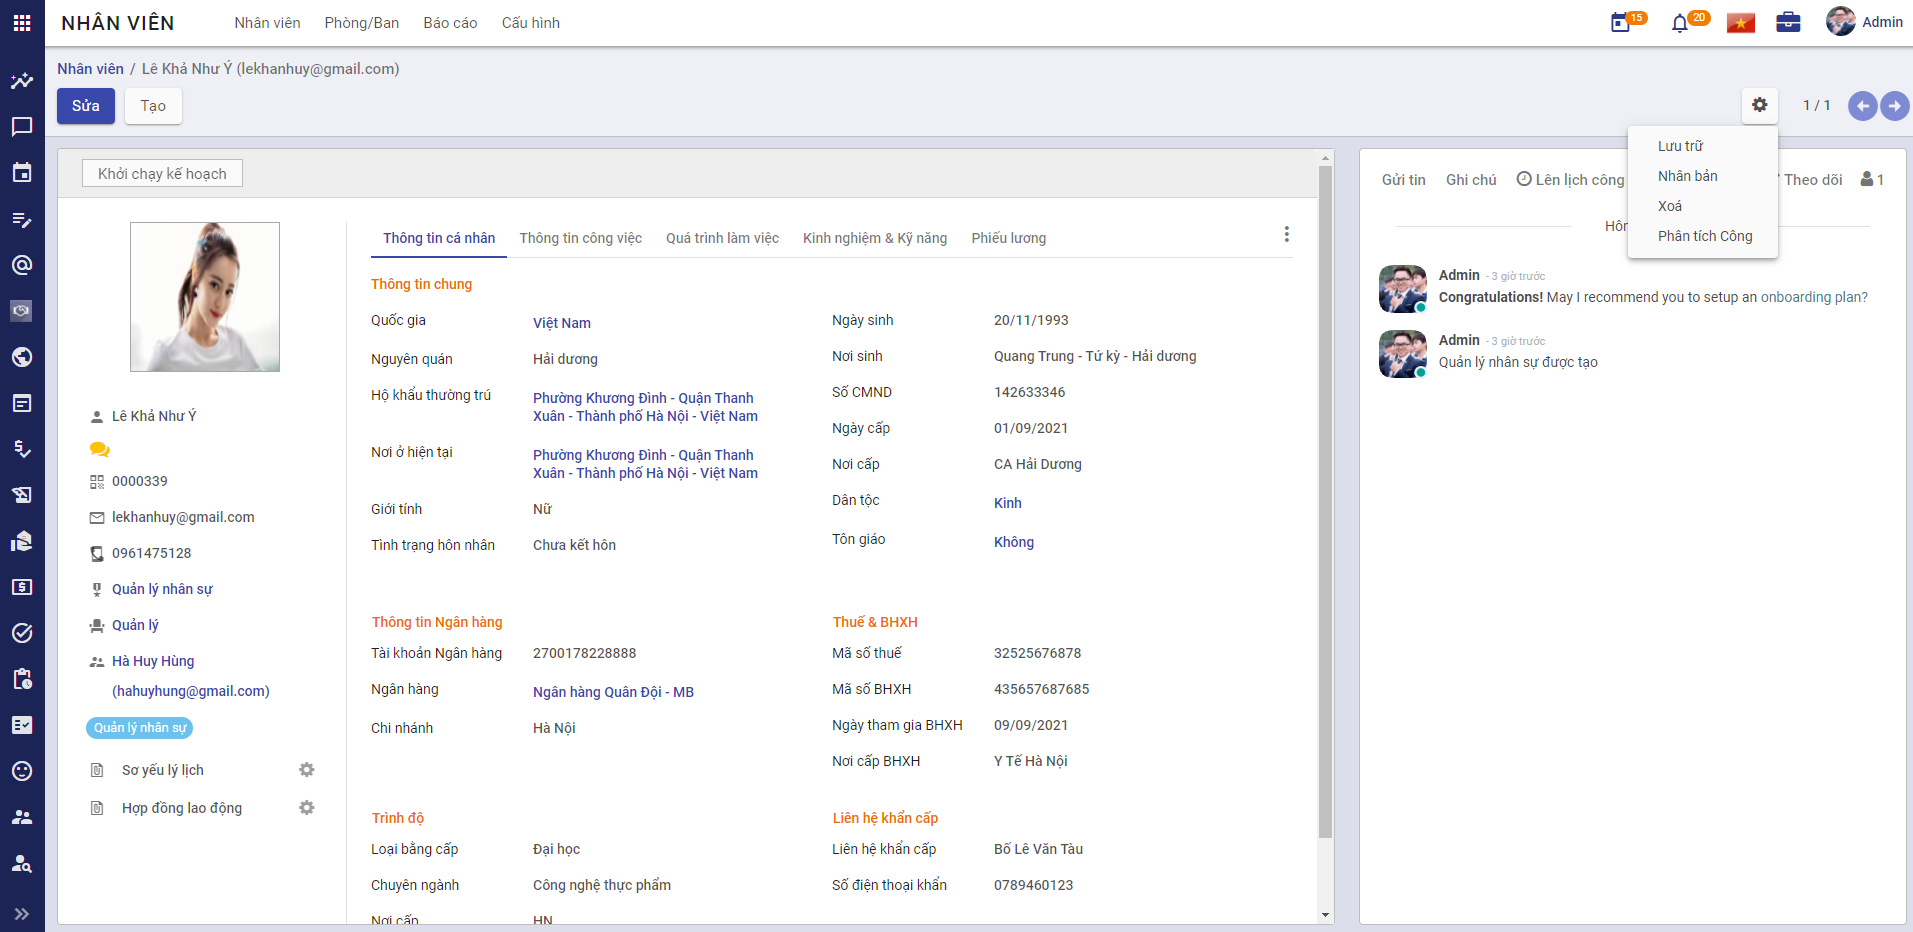 NHÂN VIÊN
Nhân viên Phòng/Ban Báo cáo Cấu hình
15
20
Admin
Nhân viên / Lê Khả Như Ý (lekhanhuy@gmail.com)
Sửa Tạo
1 / 1
Lưu trữ
Nhân bản
Xoá
Phân tích Công
Khởi chạy kế hoạch
Lê Khả Như Ý
0000339
lekhanhuy@gmail.com
0961475128
Quản lý nhân sự
Quản lý
Hà Huy Hùng
(hahuyhung@gmail.com)
Quản lý nhân sự
Sơ yếu lý lịch
Hợp đồng lao động
Thông tin cá nhân Thông tin công việc Quá trình làm việc Kinh nghiệm & Kỹ năng Phiếu lương
Thông tin chung
Quốc gia Việt Nam
Nguyên quán Hải dương
Hộ khẩu thường trú Phường Khương Đình - Quận Thanh
Xuân - Thành phố Hà Nội - Việt Nam
Nơi ở hiện tại Phường Khương Đình - Quận Thanh
Xuân - Thành phố Hà Nội - Việt Nam
Giới tính Nữ
Tình trạng hôn nhân Chưa kết hôn
Ngày sinh 20/11/1993
Nơi sinh Quang Trung - Tứ kỳ - Hải dương
Số CMND 142633346
Ngày cấp 01/09/2021
Nơi cấp CA Hải Dương
Dân tộc Kinh
Tôn giáo Không
Thông tin Ngân hàng
Tài khoản Ngân hàng 2700178228888
Ngân hàng Ngân hàng Quân Đội - MB
Chi nhánh Hà Nội
Thuế & BHXH
Mã số thuế 32525676878
Mã số BHXH 435657687685
Ngày tham gia BHXH 09/09/2021
Nơi cấp BHXH Y Tế Hà Nội
Trình độ
Loại bằng cấp Đại học
Chuyên ngành Công nghệ thực phẩm
Nơi cấp HN
Liên hệ khẩn cấp
Liên hệ khẩn cấp Bố Lê Văn Tàu
Số điện thoại khẩn 0789460123
Gửi tin Ghi chú Lên lịch công Theo dõi 1
Hôn
Admin - 3 giờ trước
Congratulations! May I recommend you to setup an onboarding plan?
Admin - 3 giờ trước
Quản lý nhân sự được tạo